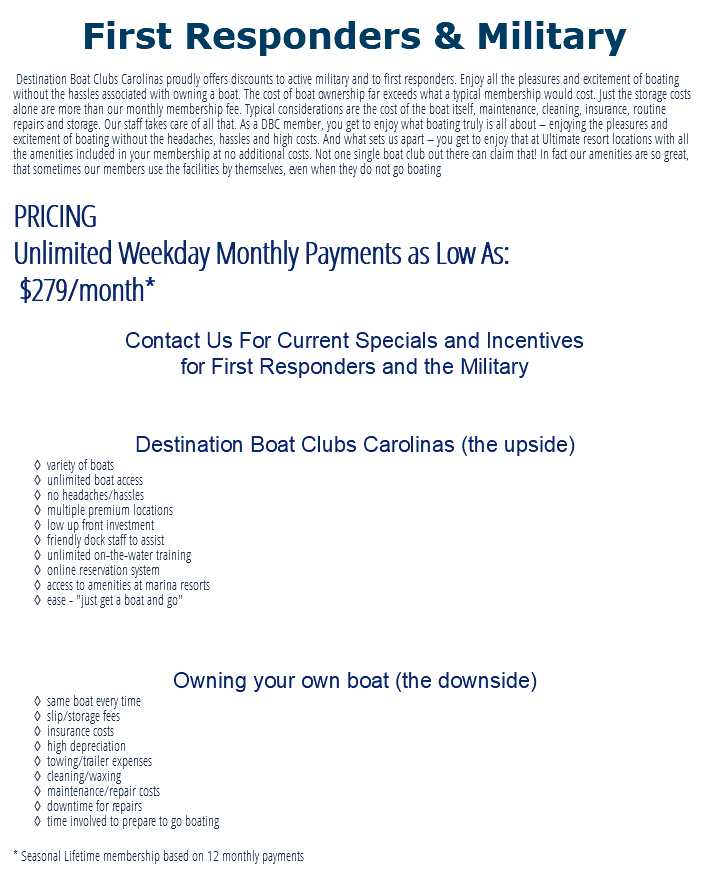 First Responders & Military
Destination Boat Clubs Carolinas proudly offers discounts to active military and to first responders. Enjoy all the pleasures and excitement of boating
without the hassles associated with owning a boat. The cost of boat ownership far exceeds what a typical membership would cost. Just the storage costs
alone are more than our monthly membership fee. Typical considerations are the cost of the boat itself, maintenance, cleaning, insurance, routine
repairs and storage. Our staff takes care of all that. As a DBC member, you get to enjoy what boating truly is all about – enjoying the pleasures and
excitement of boating without the headaches, hassles and high costs. And what sets us apart – you get to enjoy that at Ultimate resort locations with all
the amenities included in your membership at no additional costs. Not one single boat club out there can claim that! In fact our amenities are so great,
that sometimes our members use the facilities by themselves, even when they do not go boating
PRICING
Unlimited Weekday Monthly Payments as Low As:
$279/month*
Contact Us For Current Specials and Incentives
for First Responders and the Military
Destination Boat Clubs Carolinas (the upside)
◊ variety of boats
◊ unlimited boat access
◊ no headaches/hassles
◊ multiple premium locations
◊ low up front investment
◊ friendly dock staff to assist
◊ unlimited on-the-water training
◊ online reservation system
◊ access to amenities at marina resorts
◊ ease - "just get a boat and go"
Owning your own boat (the downside)
◊ same boat every time
◊ slip/storage fees
◊ insurance costs
◊ high depreciation
◊ towing/trailer expenses
◊ cleaning/waxing
◊ maintenance/repair costs
◊ downtime for repairs
◊ time involved to prepare to go boating
* Seasonal Lifetime membership based on 12 monthly payments